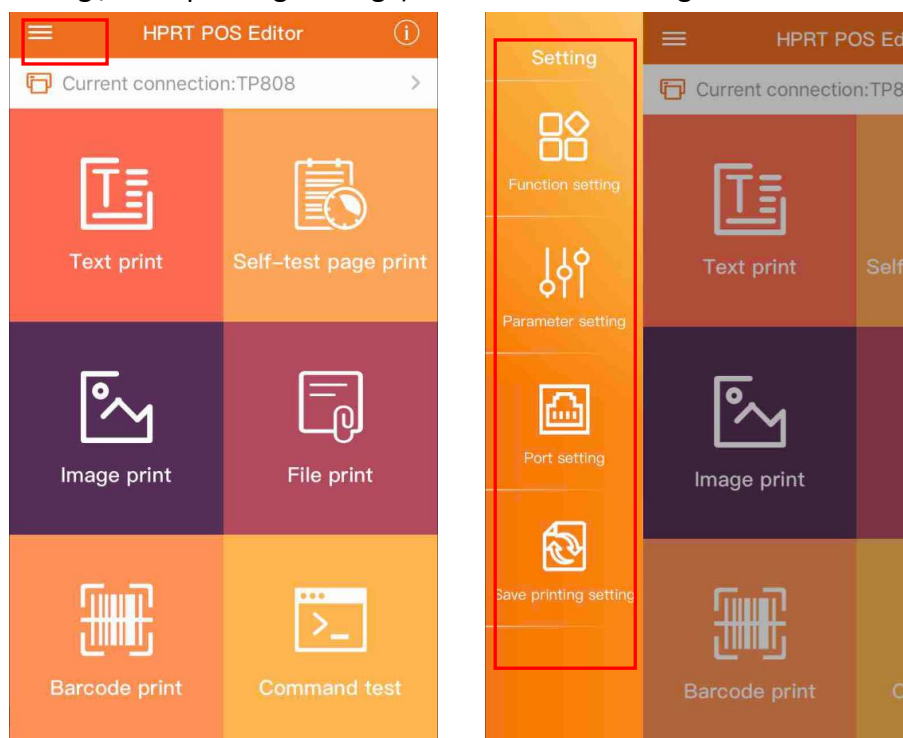 HPRT POS Editor
Current connection:TP808
Text print
Self-test page print
Image print
File print
Barcode print
Command test
Setting
Function setting
Parameter setting
Port setting
Save printing setting
HPRT POS Ed
Current connection:TP8
Text print
Self
Image print
Barcode print
C